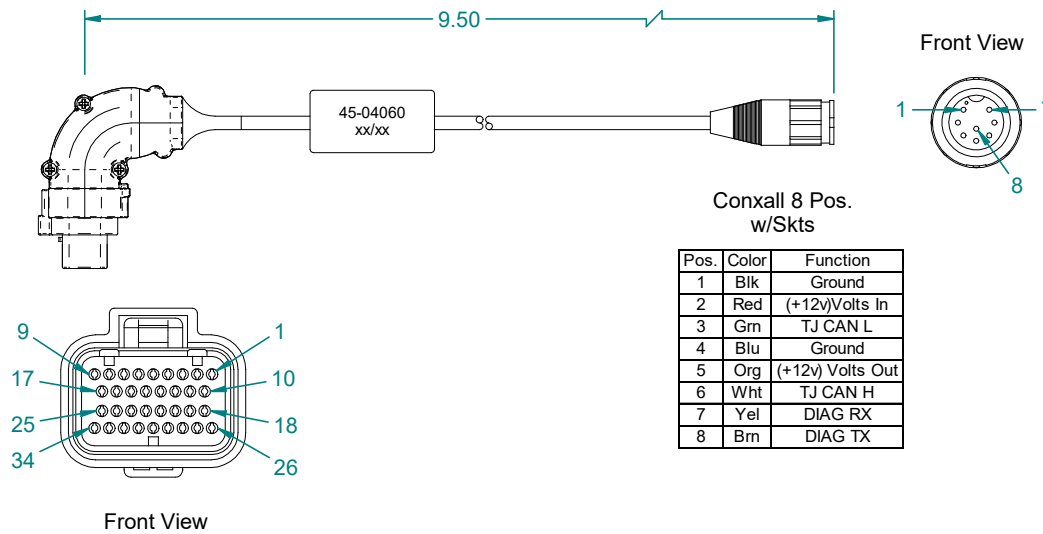 9.50
Front View
45-04060
xx/xx
1
8
Conxall 8 Pos.
w/Skts
Pos. Color Function
1 Blk Ground
2 Red (+12v)Volts In
3 Grn TJ CAN L
4 Blu Ground
5 Org (+12v) Volts Out
6 Wht TJ CAN H
7 Yel DIAG RX
8 Brn DIAG TX
9 1
17 10
25 18
34 26
Front View